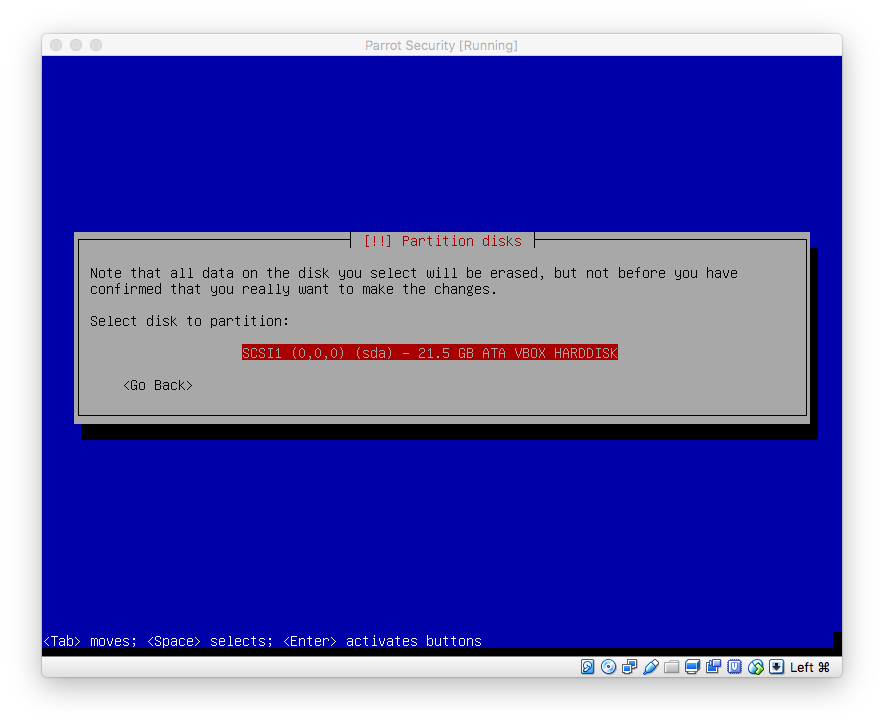 Parrot Security [Running]
[!!] Partition disks
Note that all data on the disk you select will be erased, but not before you have
confirmed that you really want to make the changes.
Select disk to partition:
SCSI1 (0,0,0) (sda) - 21.5 GB ATA VBOX HARDDISK
<Go Back>
<Tab> moves; <Space> selects; <Enter> activates buttons
Left ⌘